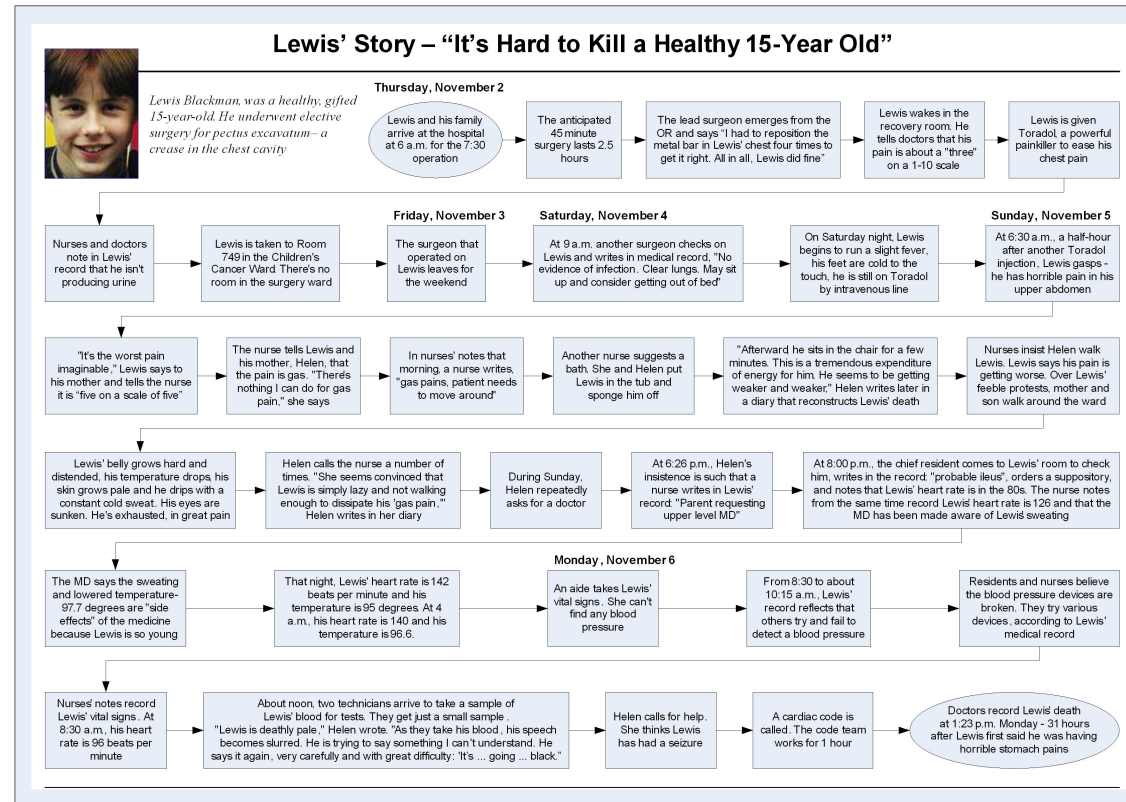 Lewis' Story – “It's Hard to Kill a Healthy 15-Year Old”
Lewis Blackman, was a healthy, gifted
15-year-old. He underwent elective
surgery for pectus excavatum– a
crease in the chest cavity
Thursday, November 2
Lewis and his family
arrive at the hospital
at 6 a.m. for the 7:30
operation
The anticipated
45 minute
surgery lasts 2.5
hours
The lead surgeon emerges from the
OR and says “I had to reposition the
metal bar in Lewis' chest four times to
get it right. All in all, Lewis did fine”
Lewis wakes in the
recovery room. He
tells doctors that his
pain is about a "three"
on a 1-10 scale
Lewis is given
Toradol, a powerful
painkiller to ease his
chest pain
Nurses and doctors
note in Lewis'
record that he isn't
producing urine
Lewis is taken to Room
749 in the Children's
Cancer Ward. There's no
room in the surgery ward
Friday, November 3
The surgeon that
operated on
Lewis leaves for
the weekend
Saturday, November 4
At 9 a.m. another surgeon checks on
Lewis and writes in medical record, "No
evidence of infection. Clear lungs. May sit
up and consider getting out of bed"
On Saturday night, Lewis
begins to run a slight fever,
his feet are cold to the
touch, he is still on Toradol
by intravenous line
Sunday, November 5
At 6:30 a.m., a half-hour
after another Toradol
injection, Lewis gasps -
he has horrible pain in his
upper abdomen
"It's the worst pain
imaginable," Lewis says to
his mother and tells the nurse
it is “five on a scale of five”
The nurse tells Lewis and
his mother, Helen, that
the pain is gas. "There's
nothing I can do for gas
pain," she says
In nurses' notes that
morning, a nurse writes,
"gas pains, patient needs
to move around"
Another nurse suggests a
bath. She and Helen put
Lewis in the tub and
sponge him off
"Afterward, he sits in the chair for a few
minutes. This is a tremendous expenditure
of energy for him. He seems to be getting
weaker and weaker," Helen writes later in
a diary that reconstructs Lewis' death
Nurses insist Helen walk
Lewis. Lewis says his pain is
getting worse. Over Lewis'
feeble protests, mother and
son walk around the ward
Lewis' belly grows hard and
distended, his temperature drops, his
skin grows pale and he drips with a
constant cold sweat. His eyes are
sunken. He's exhausted, in great pain
Helen calls the nurse a number of
times. "She seems convinced that
Lewis is simply lazy and not walking
enough to dissipate his 'gas pain,'"
Helen writes in her diary
During Sunday,
Helen repeatedly
asks for a doctor
At 6:26 p.m., Helen's
insistence is such that a
nurse writes in Lewis'
record: "Parent requesting
upper level MD"
At 8:00 p.m., the chief resident comes to Lewis' room to check
him, writes in the record: "probable ileus", orders a suppository,
and notes that Lewis' heart rate is in the 80s. The nurse notes
from the same time record Lewis' heart rate is 126 and that the
MD has been made aware of Lewis' sweating
The MD says the sweating
and lowered temperature-
97.7 degrees are "side
effects" of the medicine
because Lewis is so young
That night, Lewis' heart rate is 142
beats per minute and his
temperature is 95 degrees. At 4
a.m., his heart rate is 140 and his
temperature is 96.6.
Monday, November 6
An aide takes Lewis'
vital signs. She can't
find any blood
pressure
From 8:30 to about
10:15 a.m., Lewis'
record reflects that
others try and fail to
detect a blood pressure
Residents and nurses believe
the blood pressure devices are
broken. They try various
devices, according to Lewis'
medical record
Nurses' notes record
Lewis' vital signs. At
8:30 a.m., his heart
rate is 96 beats per
minute
About noon, two technicians arrive to take a sample of
Lewis' blood for tests. They get just a small sample.
"Lewis is deathly pale," Helen wrote. "As they take his blood, his speech
becomes slurred. He is trying to say something I can't understand. He
says it again, very carefully and with great difficulty: 'It's ... going ... black."
Helen calls for help.
She thinks Lewis
has had a seizure
A cardiac code is
called. The code team
works for 1 hour
Doctors record Lewis' death
at 1:23 p.m. Monday - 31 hours
after Lewis first said he was having
horrible stomach pains